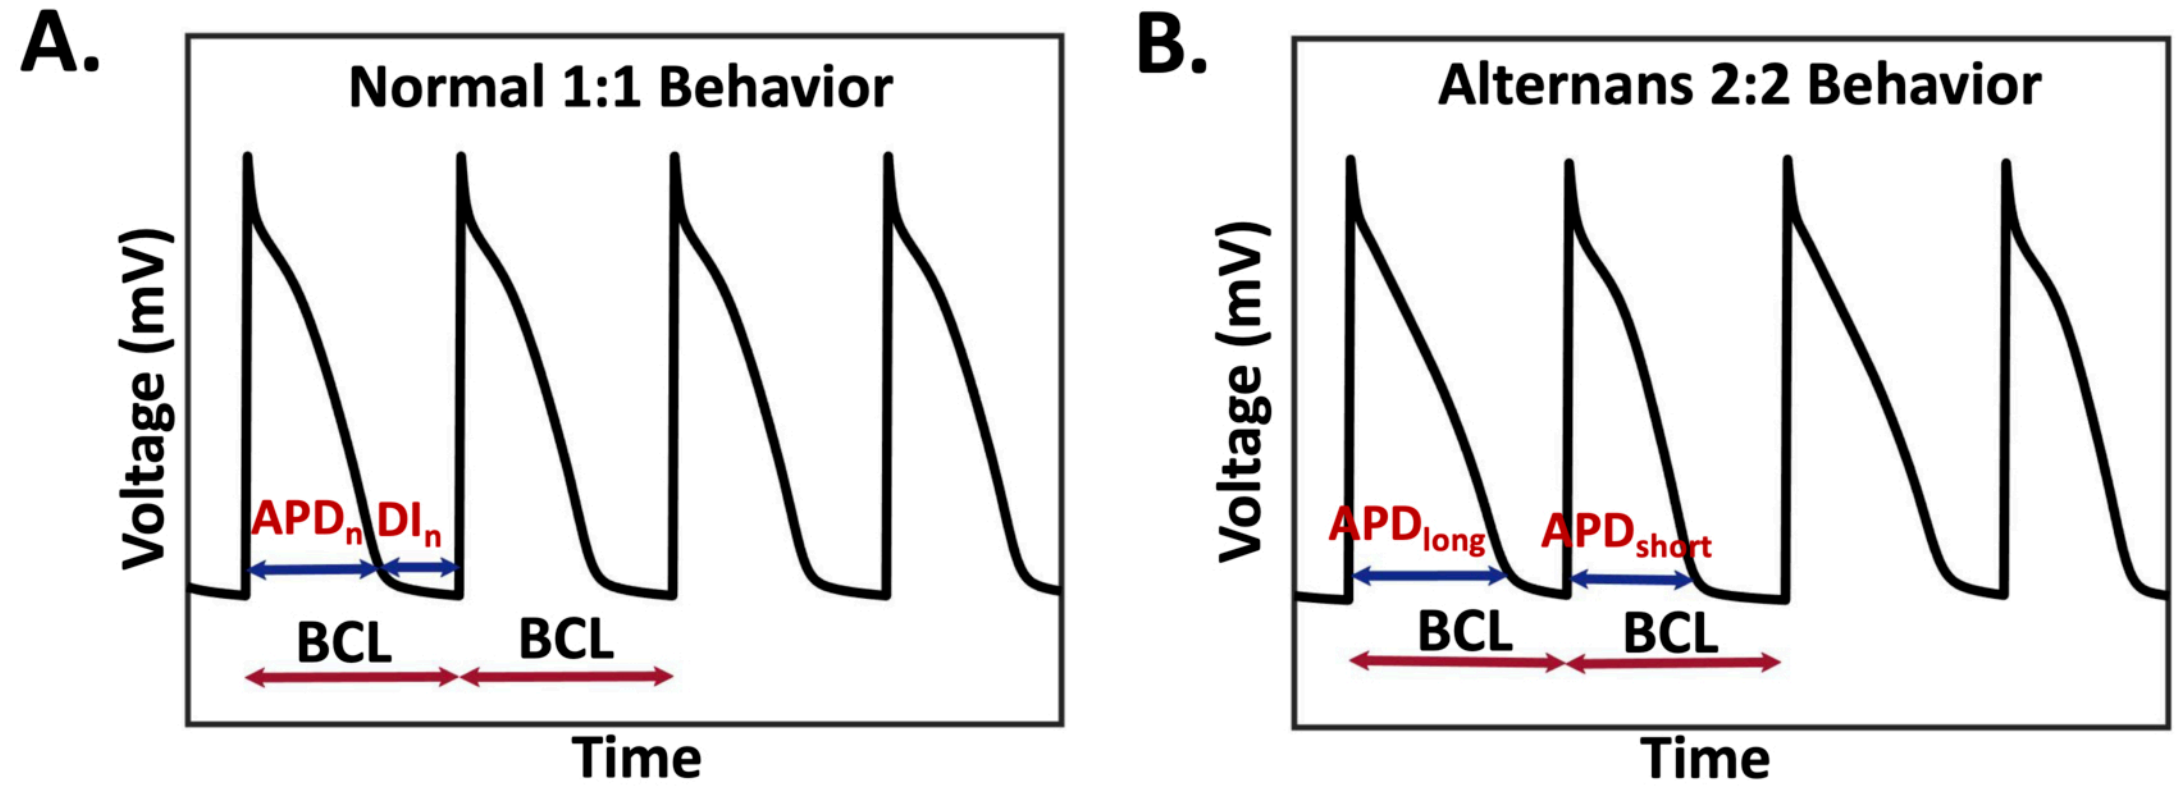 A.
Normal 1:1 Behavior
Voltage (mV)
APDn DIn
BCL
BCL
Time
B.
Alternans 2:2 Behavior
Voltage (mV)
APDlong
APDshort
BCL
BCL
Time